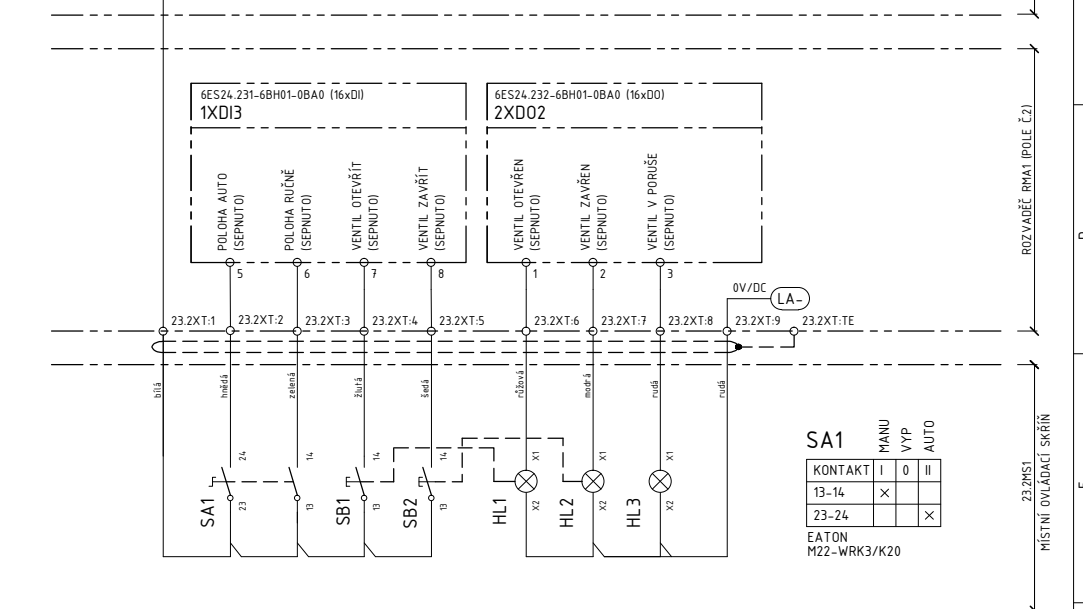 6ES24.231-6BH01-0BA0 (16xDI)
1XDI3
6ES24.232-6BH01-0BA0 (16xDO)
2XDO2
POLOHA AUTO
(SEPNUTO)
POLOHA RUČNĚ
(SEPNUTO)
VENTIL OTEVŘÍT
(SEPNUTO)
VENTIL ZAVŘÍT
(SEPNUTO)
VENTIL OTEVŘEN
(SEPNUTO)
VENTIL ZAVŘEN
(SEPNUTO)
VENTIL V PORUŠE
(SEPNUTO)
5
6
7
8
1
2
3
0V/DC
LA-
23.2XT:1
23.2XT:2
23.2XT:3
23.2XT:4
23.2XT:5
23.2XT:6
23.2XT:7
23.2XT:8
23.2XT:9
23.2XT:TE
bílá
hnědá
zelená
žlutá
šedá
růžová
modrá
rudá
rudá
24
14
14
14
X1
X1
X1
SA1
23
13
SB1
13
SB2
13
HL1
X2
HL2
X2
HL3
X2
SA1
MANU
VYP
AUTO
KONTAKT I 0 II
13-14 ×
23-24 ×
EATON
M22-WRK3/K20
ROZVADĚČ RMA1 (POLE Č.2)
23.2MS1
MÍSTNÍ OVLÁDACÍ SKŘÍŇ